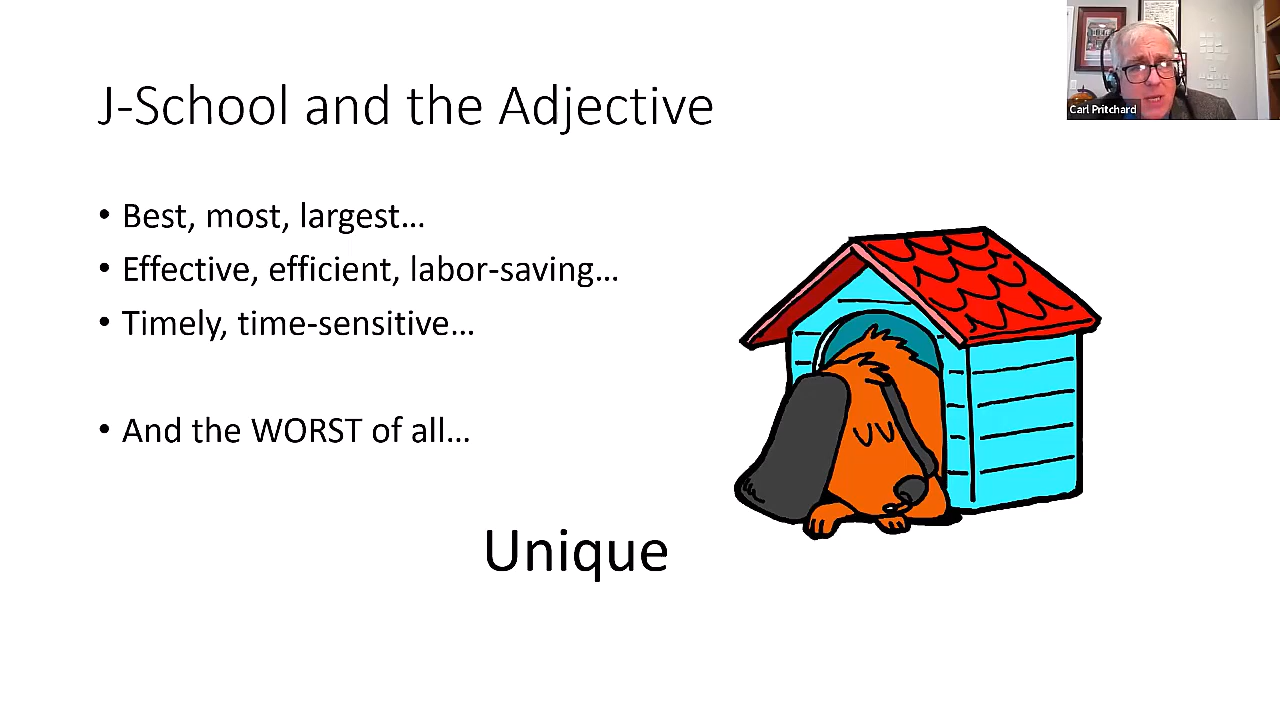 J-School and the Adjective
Carl Pritchard
• Best, most, largest…
• Effective, efficient, labor-saving…
• Timely, time-sensitive…
• And the WORST of all…
Unique